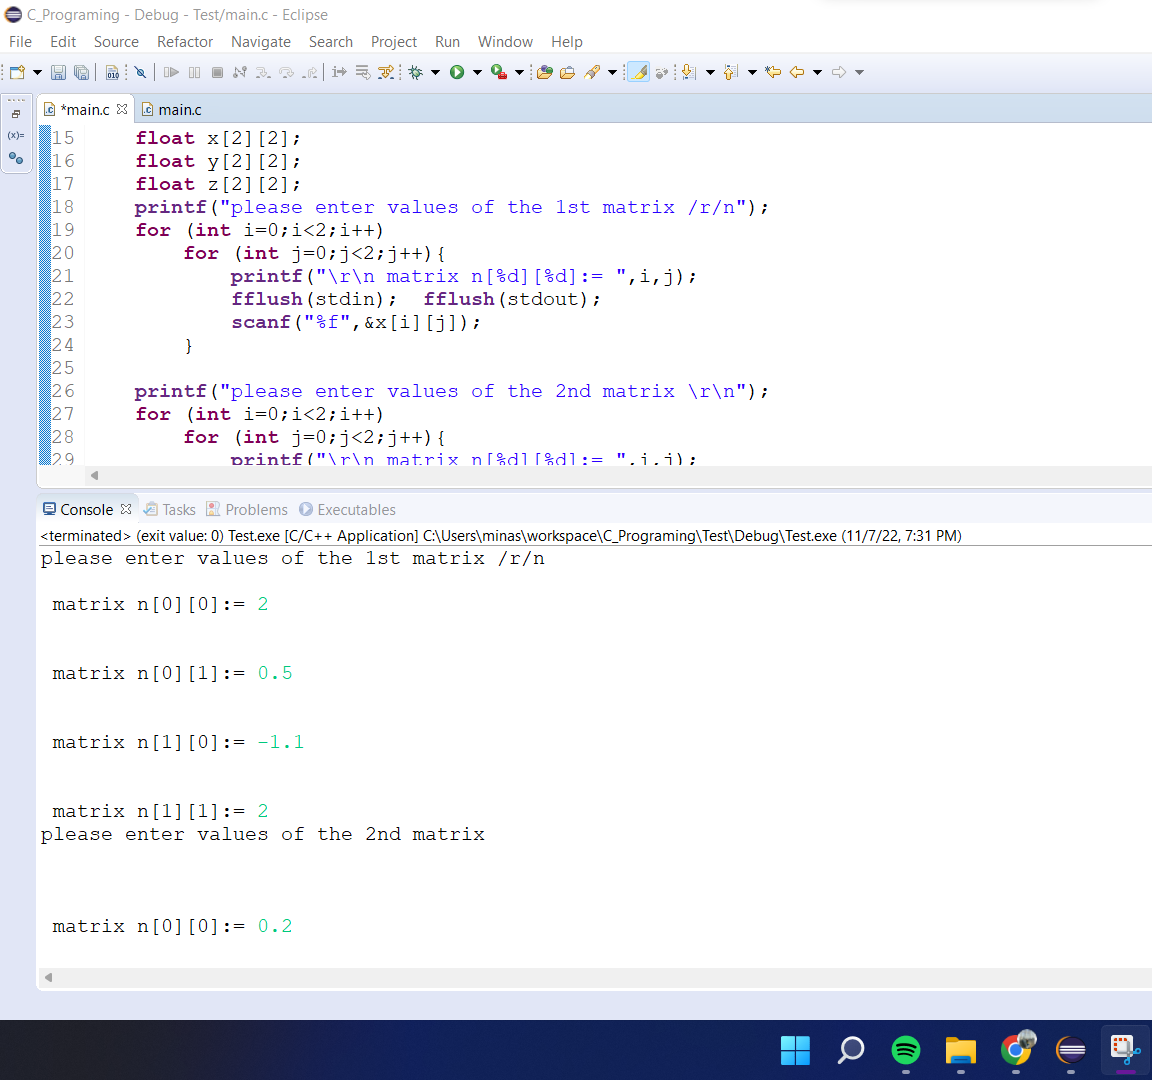 C_Programing - Debug - Test/main.c - Eclipse
File Edit Source Refactor Navigate Search Project Run Window Help
010
*main.c main.c
(x)=
15 float x[2][2];
16 float y[2][2];
17 float z[2][2];
18 printf("please enter values of the 1st matrix /r/n");
19 for (int i=0;i<2;i++)
20 for (int j=0;j<2;j++){
21 printf("\r\n matrix n[%d][%d]:= ",i,j);
22 fflush(stdin); fflush(stdout);
23 scanf("%f",&x[i][j]);
24 }
25
26 printf("please enter values of the 2nd matrix \r\n");
27 for (int i=0;i<2;i++)
28 for (int j=0;j<2;j++){
29 printf("\r\n matrix n[%d][%d]:= ",i,j);
Console Tasks Problems Executables
<terminated> (exit value: 0) Test.exe [C/C++ Application] C:\Users\minas\workspace\C_Programing\Test\Debug\Test.exe (11/7/22, 7:31 PM)
please enter values of the 1st matrix /r/n
matrix n[0][0]:= 2
matrix n[0][1]:= 0.5
matrix n[1][0]:= -1.1
matrix n[1][1]:= 2
please enter values of the 2nd matrix
matrix n[0][0]:= 0.2